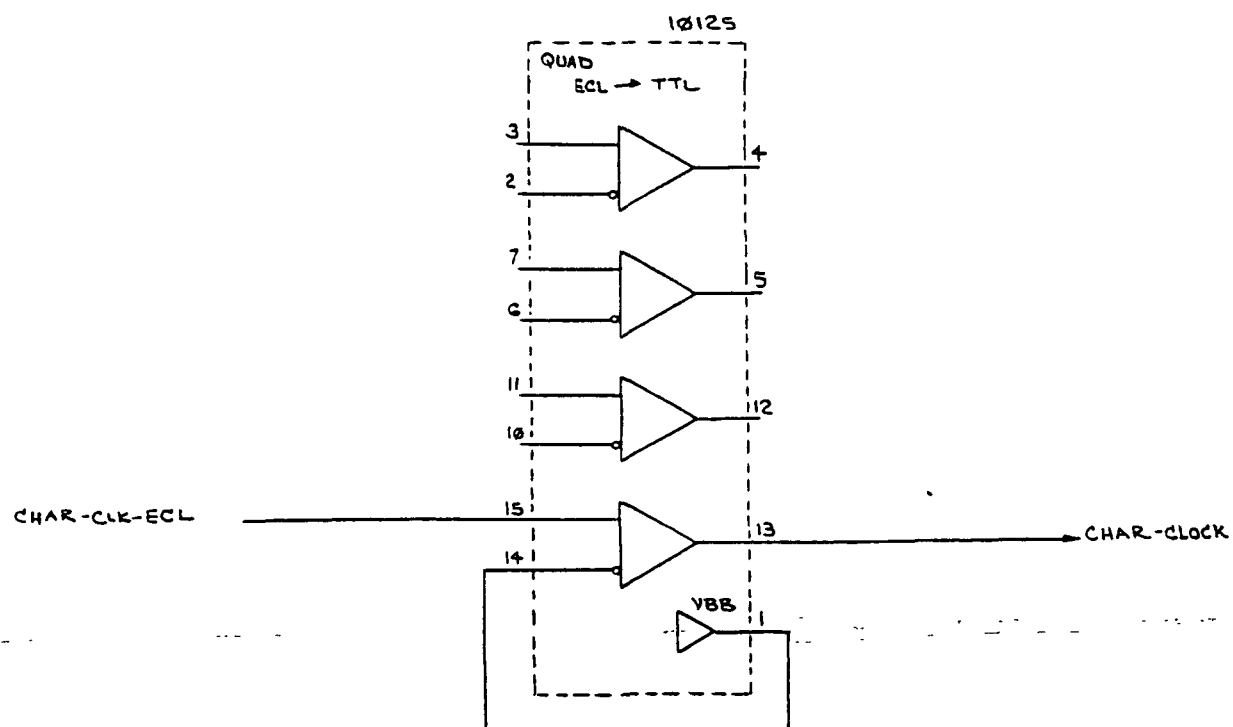 10125
QUAD
ECL → TTL
3
4
2
7
5
6
11
12
10
CHAR-CLK-ECL
15
13
CHAR-CLOCK
14
VBB
1